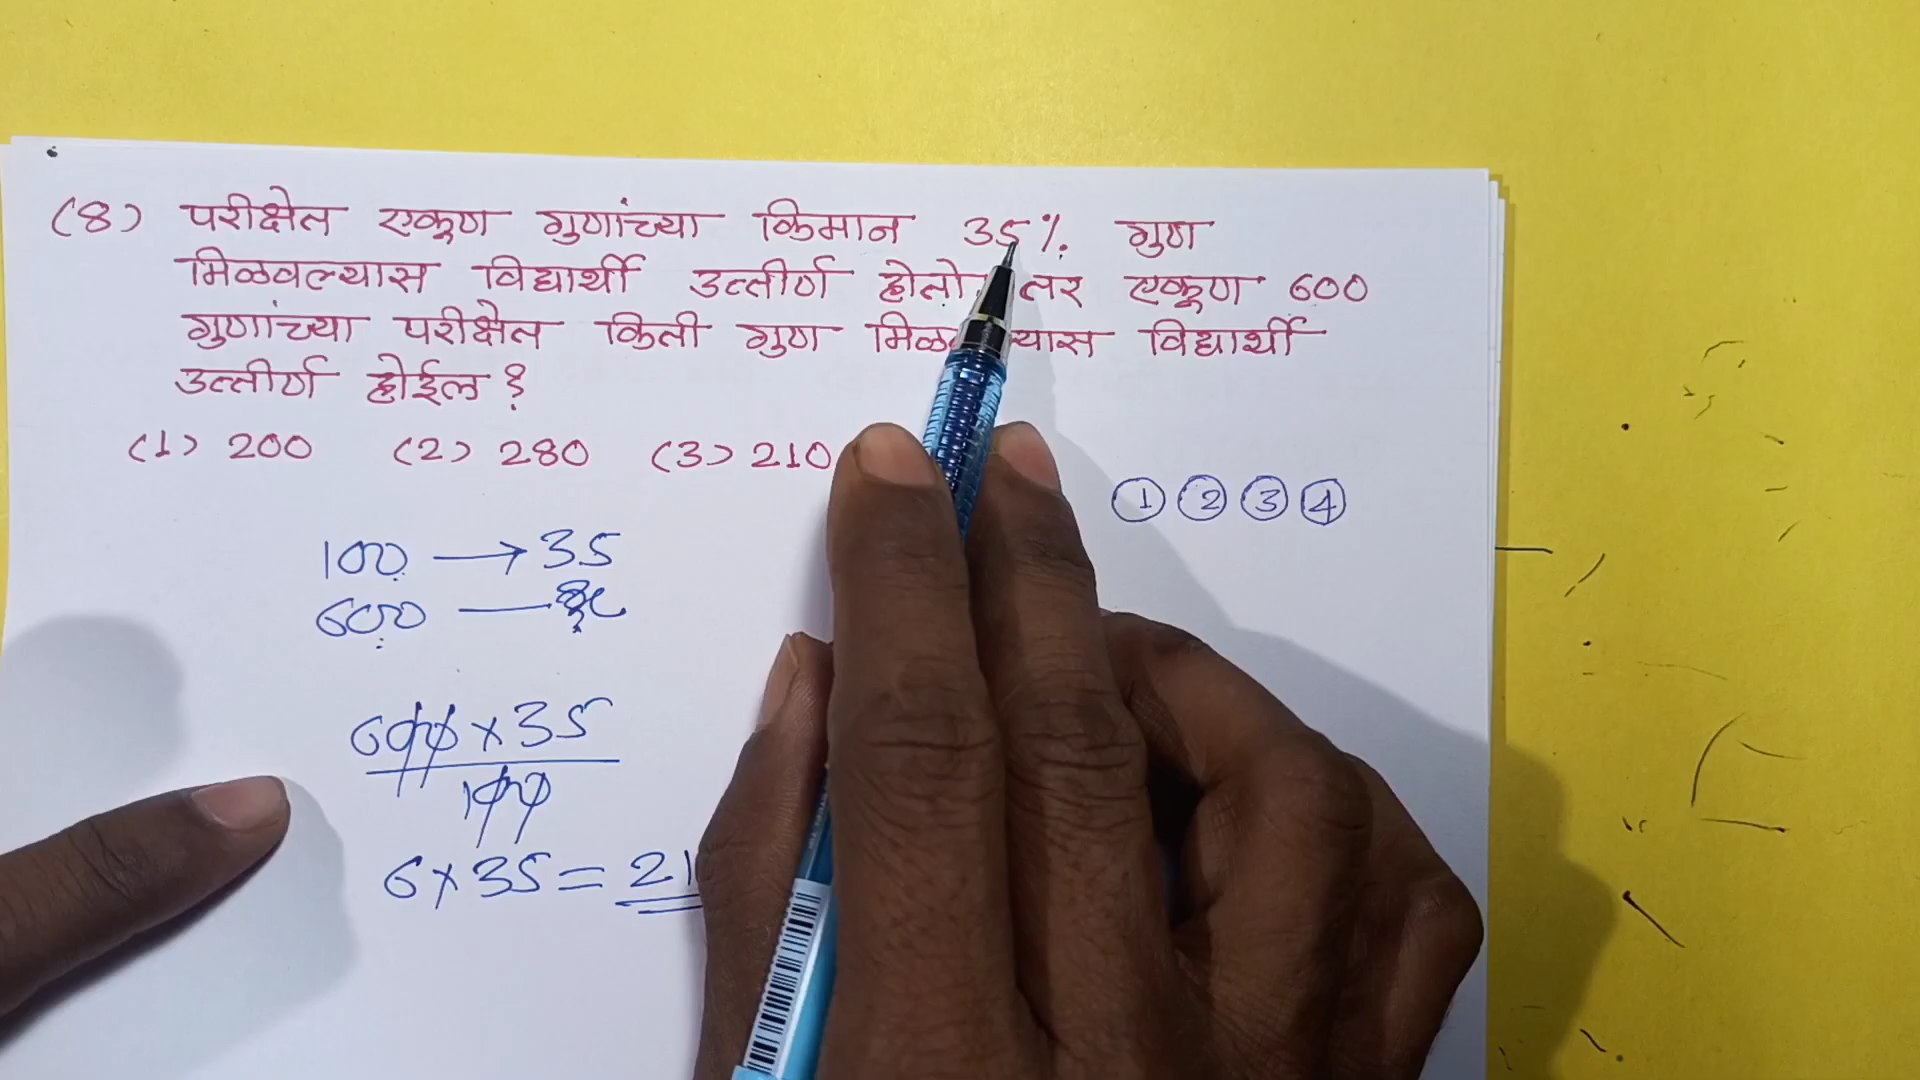 (8) परीक्षेत एकूण गुणांच्या किमान 35% गुण
मिळवल्यास विद्यार्थी उत्तीर्ण होतो तर एकूण 600
गुणांच्या परीक्षेत किती गुण विद्यार्थी
उत्तीर्ण होईल ?
(1) 200 (2) 280 (3) 210
1 2 3 4
100 → 35
600 —
600 × 35
100
6 × 35 = 21